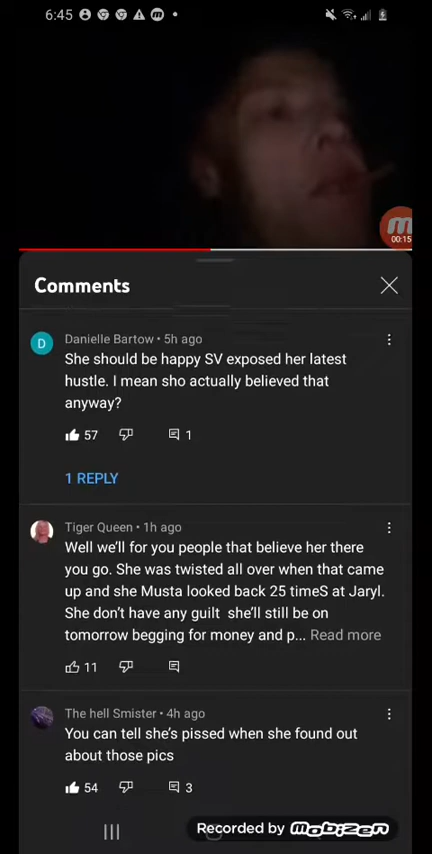 6:45
00:15
Comments
D
Danielle Bartow • 5h ago
She should be happy SV exposed her latest
hustle. I mean sho actually believed that
anyway?
57
1
1 REPLY
Tiger Queen • 1h ago
Well we'll for you people that believe her there
you go. She was twisted all over when that came
up and she Musta looked back 25 timeS at Jaryl.
She don't have any guilt she'll still be on
tomorrow begging for money and p... Read more
11
The hell Smister • 4h ago
You can tell she's pissed when she found out
about those pics
54
3
Recorded by mobizen